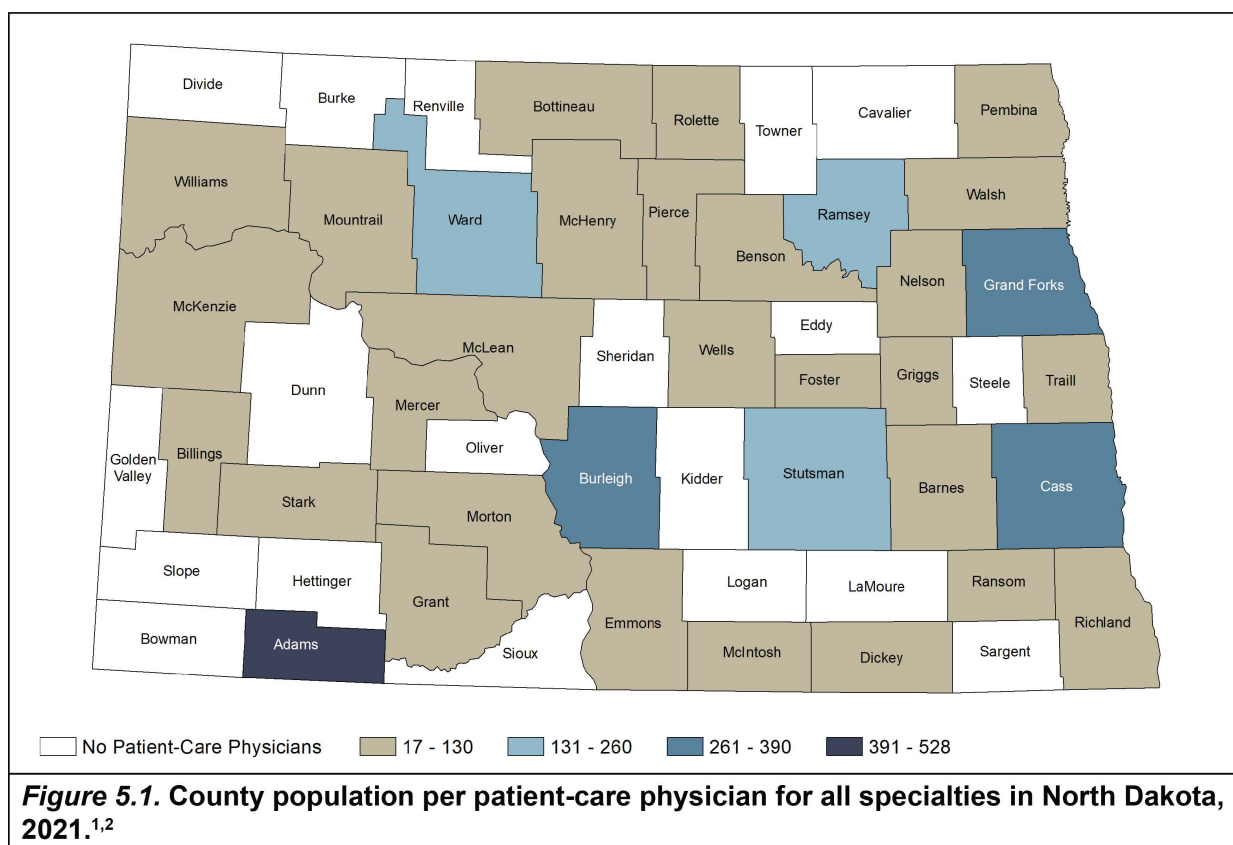 Divide
Burke
Renville
Bottineau
Rolette
Towner
Cavalier
Pembina
Williams
Mountrail
Ward
McHenry
Pierce
Benson
Ramsey
Walsh
Nelson
Grand Forks
McKenzie
Dunn
McLean
Mercer
Oliver
Sheridan
Wells
Eddy
Foster
Griggs
Steele
Traill
Golden
Valley
Billings
Stark
Morton
Burleigh
Kidder
Stutsman
Barnes
Cass
Slope
Hettinger
Grant
Bowman
Adams
Sioux
Emmons
Logan
LaMoure
Ransom
Richland
McIntosh
Dickey
Sargent
No Patient-Care Physicians 17 - 130 131 - 260 261 - 390 391 - 528
Figure 5.1. County population per patient-care physician for all specialties in North Dakota,
2021.1,2